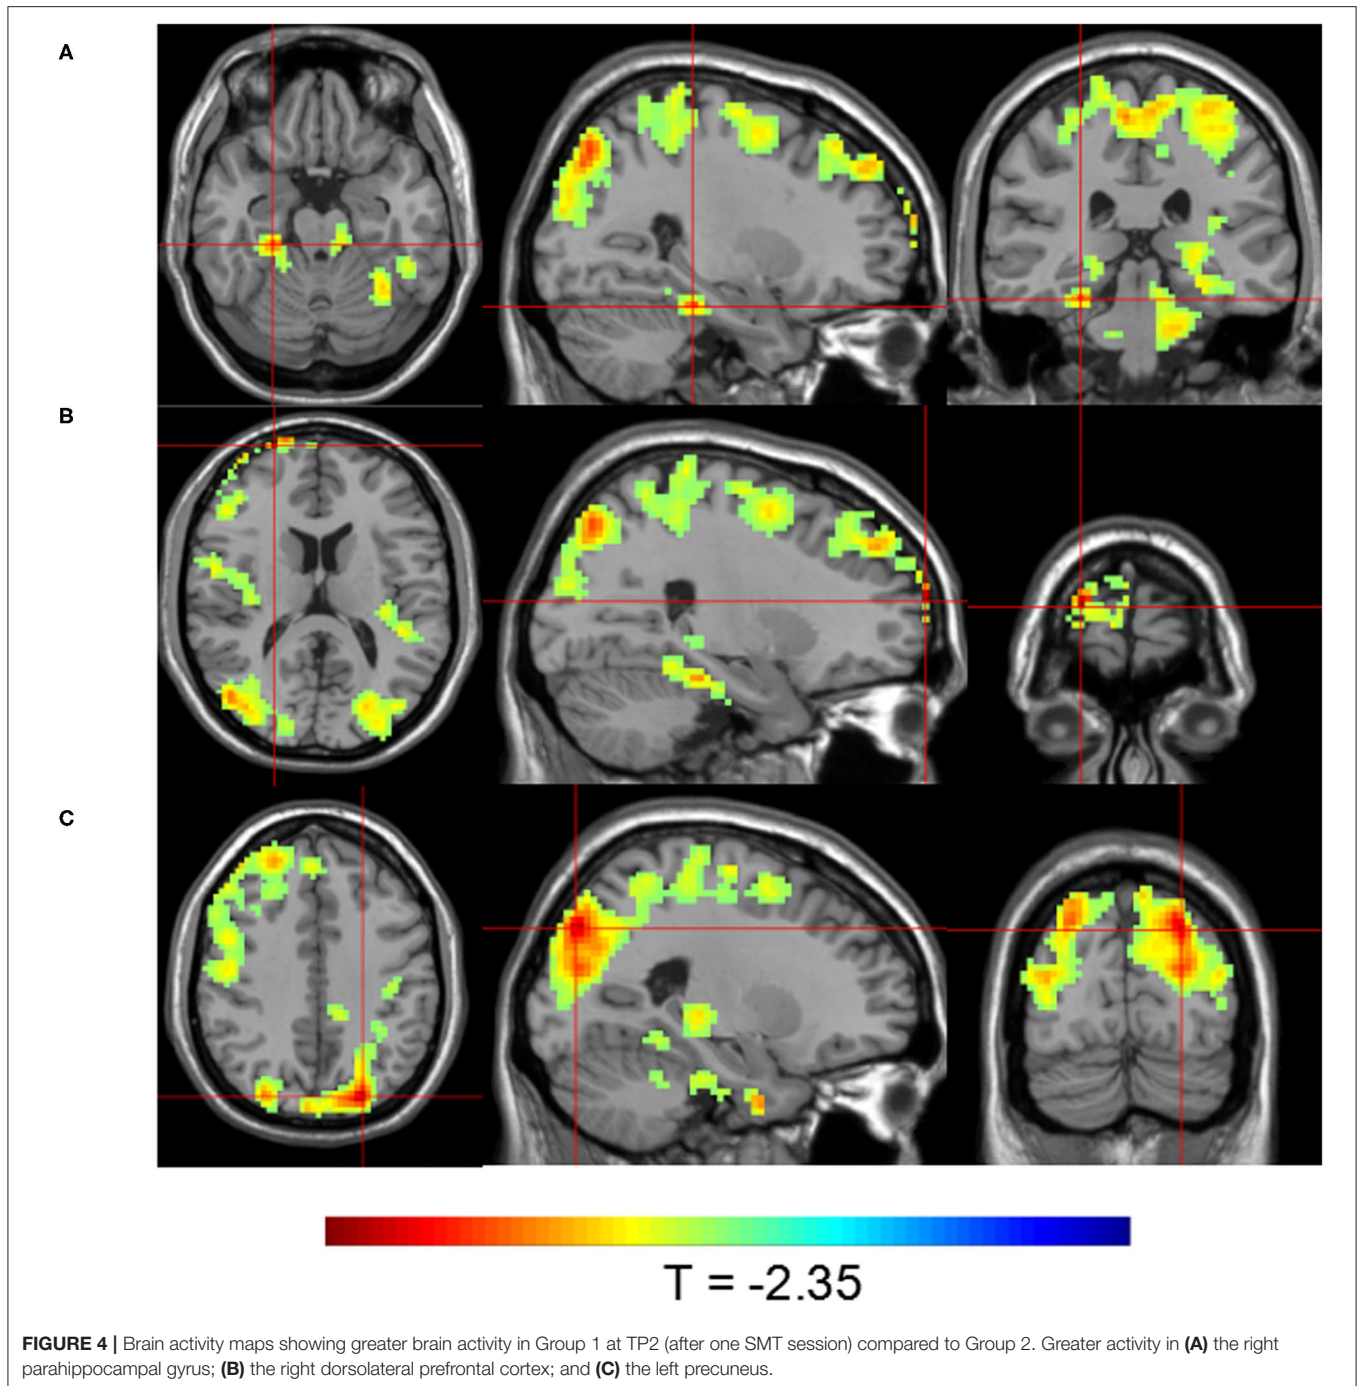 A
B
C
T = -2.35
FIGURE 4 | Brain activity maps showing greater brain activity in Group 1 at TP2 (after one SMT session) compared to Group 2. Greater activity in (A) the right
parahippocampal gyrus; (B) the right dorsolateral prefrontal cortex; and (C) the left precuneus.